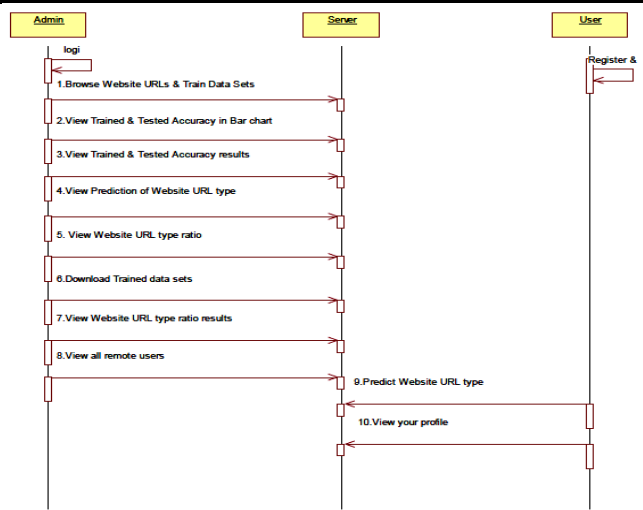 Admin
Server
User
logi
Register &
1.Browse Website URLs & Train Data Sets
2.View Trained & Tested Accuracy in Bar chart
3.View Trained & Tested Accuracy results
4.View Prediction of Website URL type
5. View Website URL type ratio
6.Download Trained data sets
7.View Website URL type ratio results
8.View all remote users
9.Predict Website URL type
10.View your profile